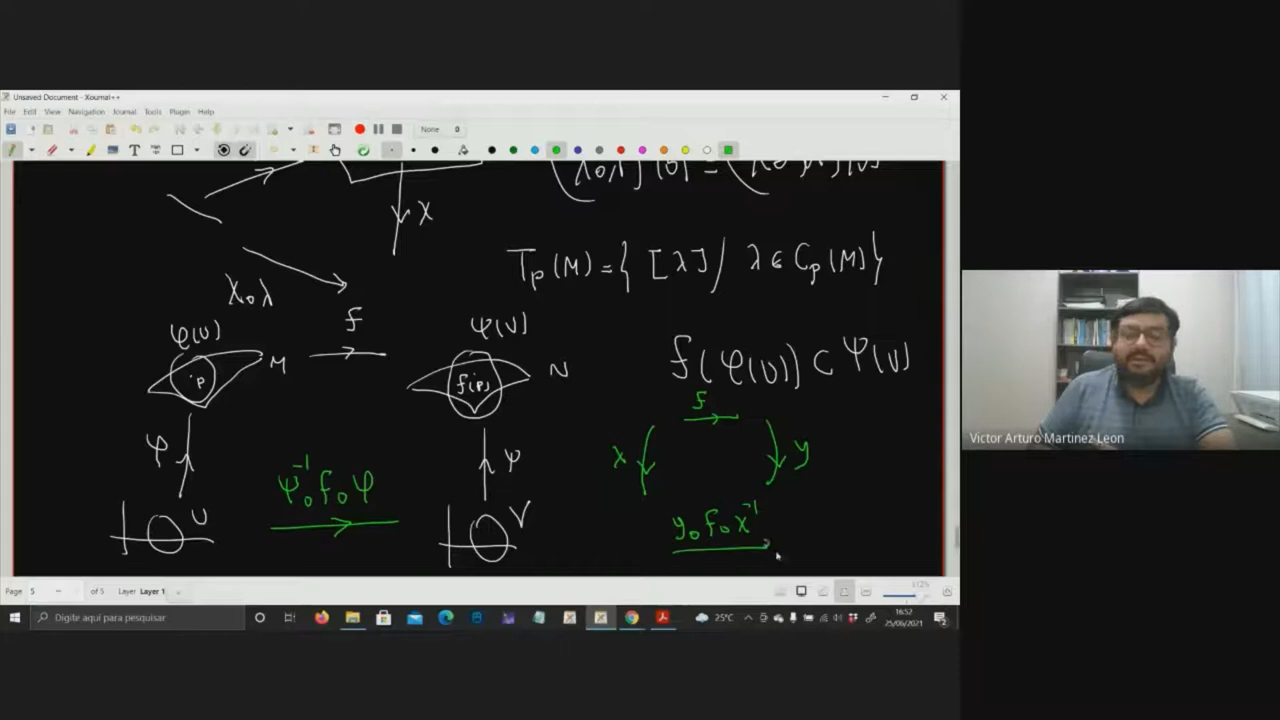 Unsaved Document - Xournal++
File Edit View Navigation Journal Tools Plugin Help
None 0
x
T_p(M) = { [λ] / λ ∈ C_p(M) }
x∘λ
f
φ(U)
ψ(V)
p
M
f(p)
N
f(φ(U)) ⊂ ψ(V)
f
φ
ψ
x
y
ψ⁻¹∘f∘φ
U
V
y∘f∘x⁻¹
Victor Arturo Martinez Leon
Page 5 of 5 Layer Layer 1
Digite aqui para pesquisar
25°C
16:52
25/06/2021
2